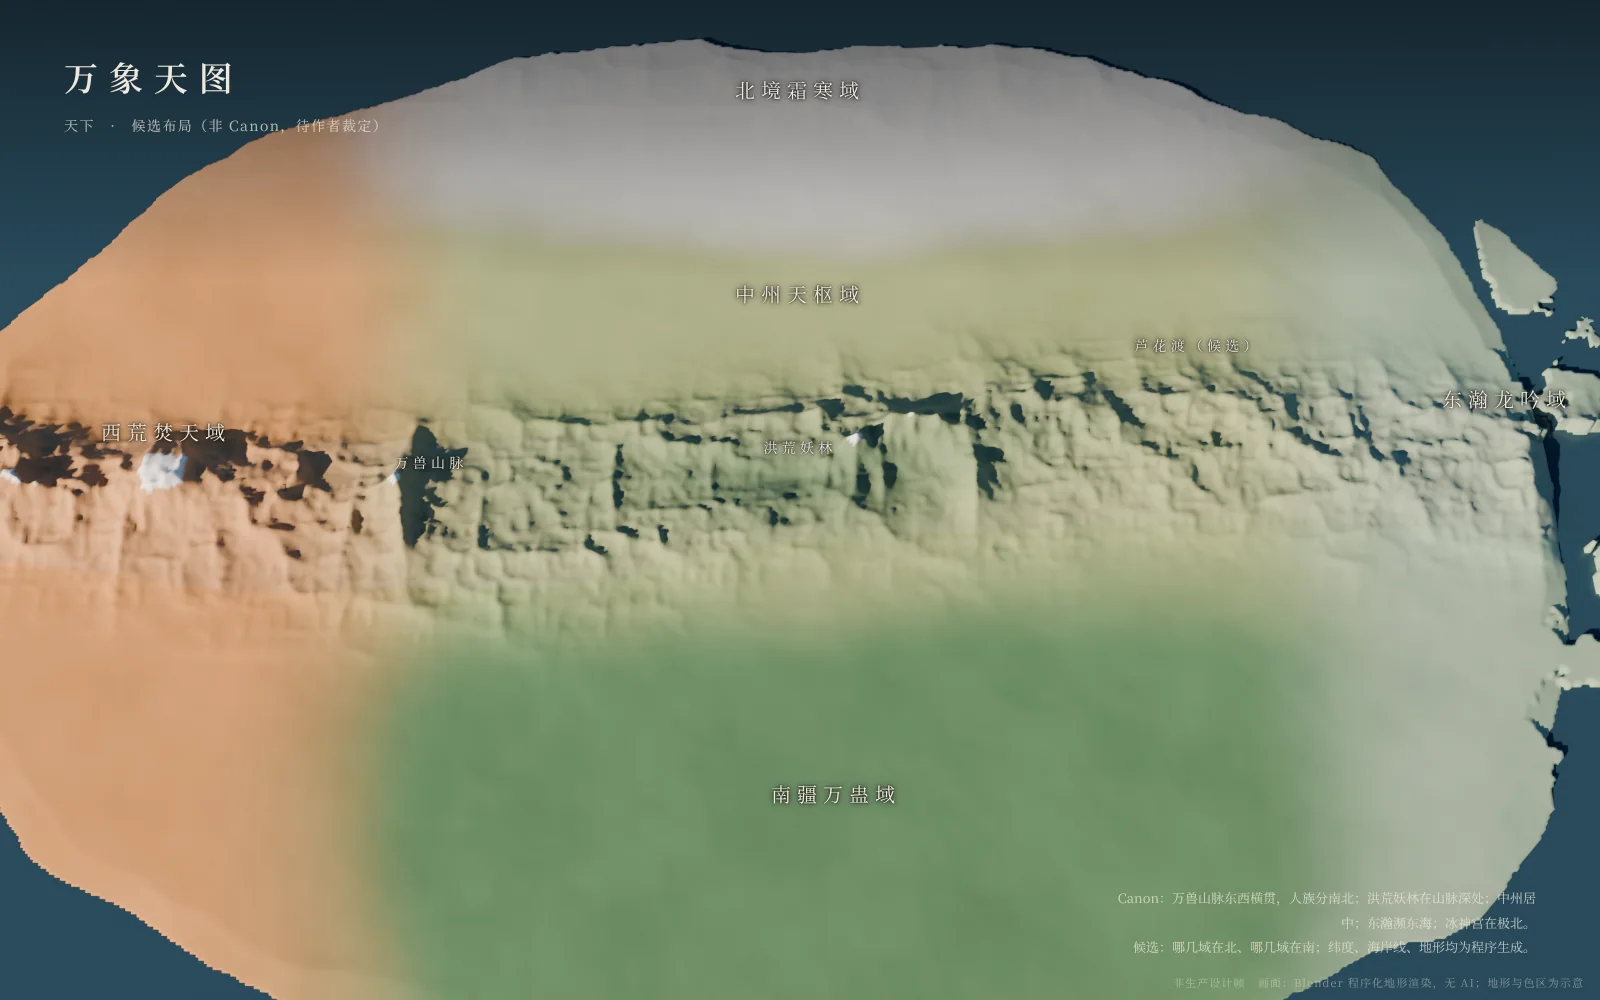 万象天图
天下 · 候选布局（非 Canon，待作者裁定）
北境霜寒域
中州天枢域
芦花渡（候选）
东瀚龙吟域
西荒焚天域
洪荒妖林
万兽山脉
南疆万蛊域
Canon：万兽山脉东西横贯，人族分南北；洪荒妖林在山脉深处；中州居
中；东瀚濒东海；冰神宫在极北。
候选：哪几域在北、哪几域在南；纬度、海岸线、地形均为程序生成。
非生产设计帧 画面：Blender 程序化地形渲染，无 AI；地形与色区为示意